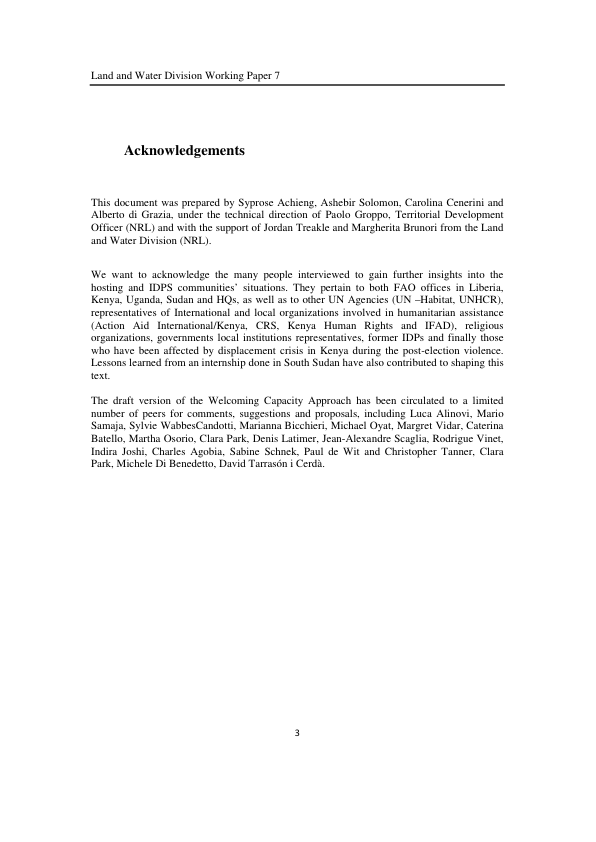 Land and Water Division Working Paper 7
Acknowledgements
This document was prepared by Syprose Achieng, Ashebir Solomon, Carolina Cenerini and
Alberto di Grazia, under the technical direction of Paolo Groppo, Territorial Development
Officer (NRL) and with the support of Jordan Treakle and Margherita Brunori from the Land
and Water Division (NRL).
We want to acknowledge the many people interviewed to gain further insights into the
hosting and IDPS communities’ situations. They pertain to both FAO offices in Liberia,
Kenya, Uganda, Sudan and HQs, as well as to other UN Agencies (UN –Habitat, UNHCR),
representatives of International and local organizations involved in humanitarian assistance
(Action Aid International/Kenya, CRS, Kenya Human Rights and IFAD), religious
organizations, governments local institutions representatives, former IDPs and finally those
who have been affected by displacement crisis in Kenya during the post-election violence.
Lessons learned from an internship done in South Sudan have also contributed to shaping this
text.
The draft version of the Welcoming Capacity Approach has been circulated to a limited
number of peers for comments, suggestions and proposals, including Luca Alinovi, Mario
Samaja, Sylvie WabbesCandotti, Marianna Bicchieri, Michael Oyat, Margret Vidar, Caterina
Batello, Martha Osorio, Clara Park, Denis Latimer, Jean-Alexandre Scaglia, Rodrigue Vinet,
Indira Joshi, Charles Agobia, Sabine Schnek, Paul de Wit and Christopher Tanner, Clara
Park, Michele Di Benedetto, David Tarrasón i Cerdà.
3